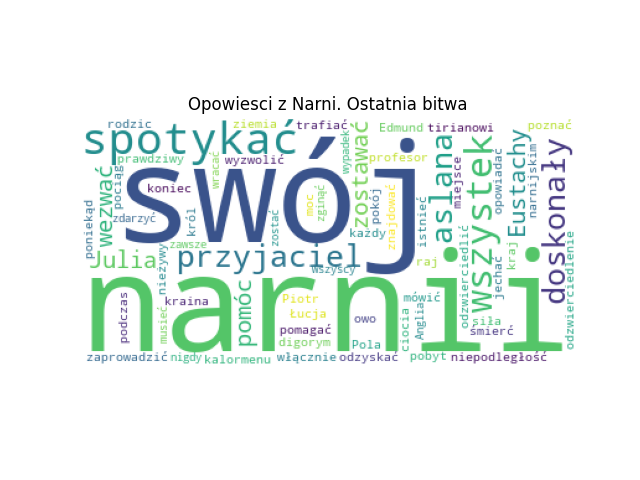 Opowiesci z Narni. Ostatnia bitwa
rodzic
ziemia
trafiać
Edmund
tirianowi
poznać
spotykać
swój
prawdziwy
wracać
wyzwolić
wypadek
zostawać
profesor
aslana
miejsce
wszystek
opowiadać
Eustachy
narnijskim
doskonały
wezwać
pociąg
koniec
zdarzyć
król
poniekąd
moc
zginąć
pokój
znajdować
istnieć
zostać
każdy
zawsze
Julia
nieżywy
przyjaciel
wszyscy
raj
odzwierciedlić
jechać
kraj
odzwierciedlenie
narnii
podczas
kraina
musieć
pomóc
Piotr
Łucja
pomagać
digorym
owo
Pola
mówić
ciocia
Anglia
siła
śmierć
zaprowadzić
nigdy
kalormenu
włącznie
odzyskać
pobyt
niepodległość